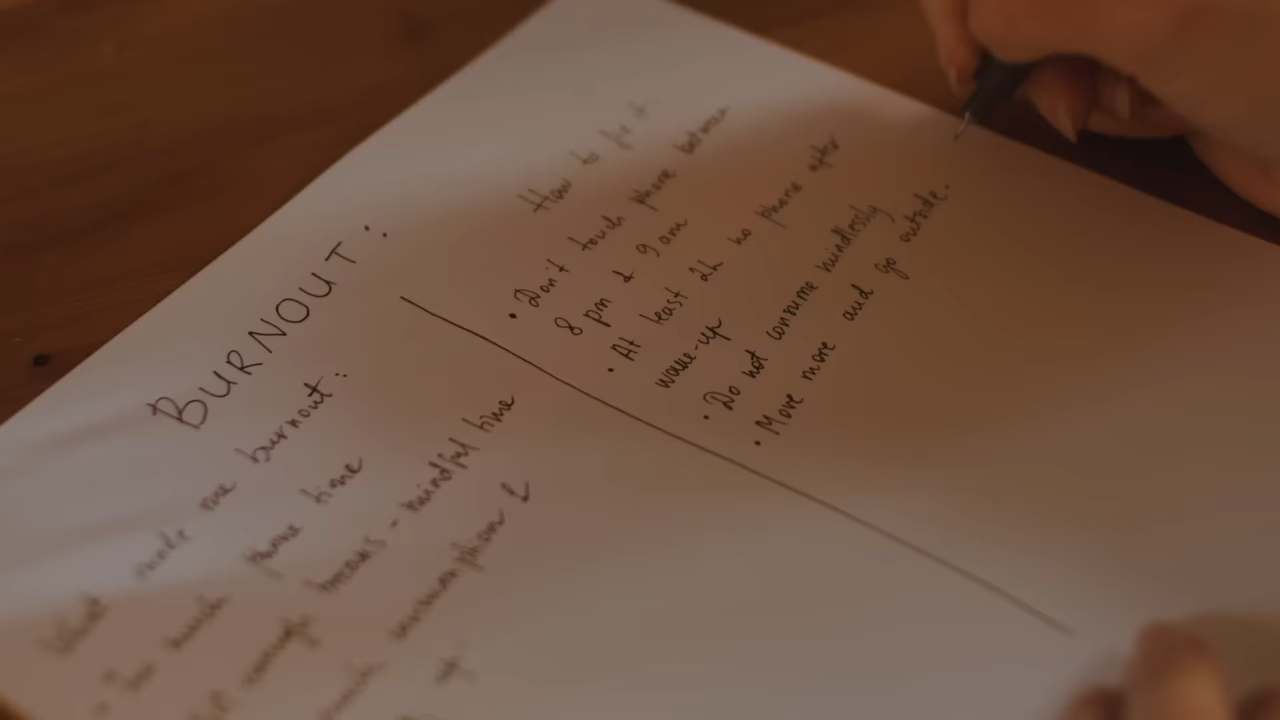 BURNOUT:
What made me burnout:
- Too much phone time
enough breaks - mindful time
much consumption &
up
How to fix it
• Don't touch phone between
8 pm & 9 am
• At least 2h no phone after
wake-up
• Do not consume mindlessly
• Move more and go outside.